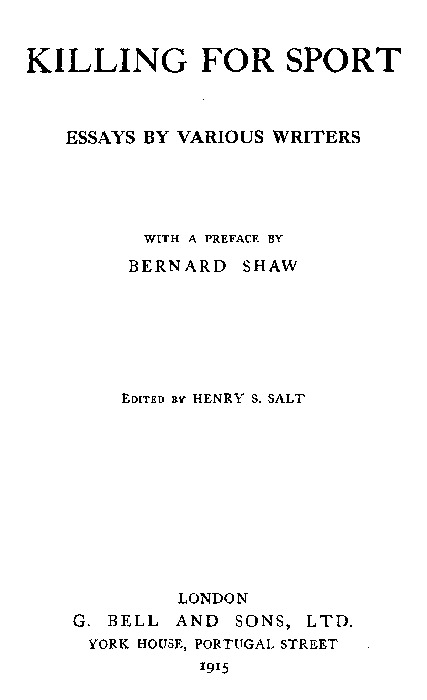 KILLING FOR SPORT
ESSAYS BY VARIOUS WRITERS
WITH A PREFACE BY
BERNARD SHAW
EDITED BY HENRY S. SALT
LONDON
G. BELL AND SONS, LTD.
YORK HOUSE, PORTUGAL STREET
1915